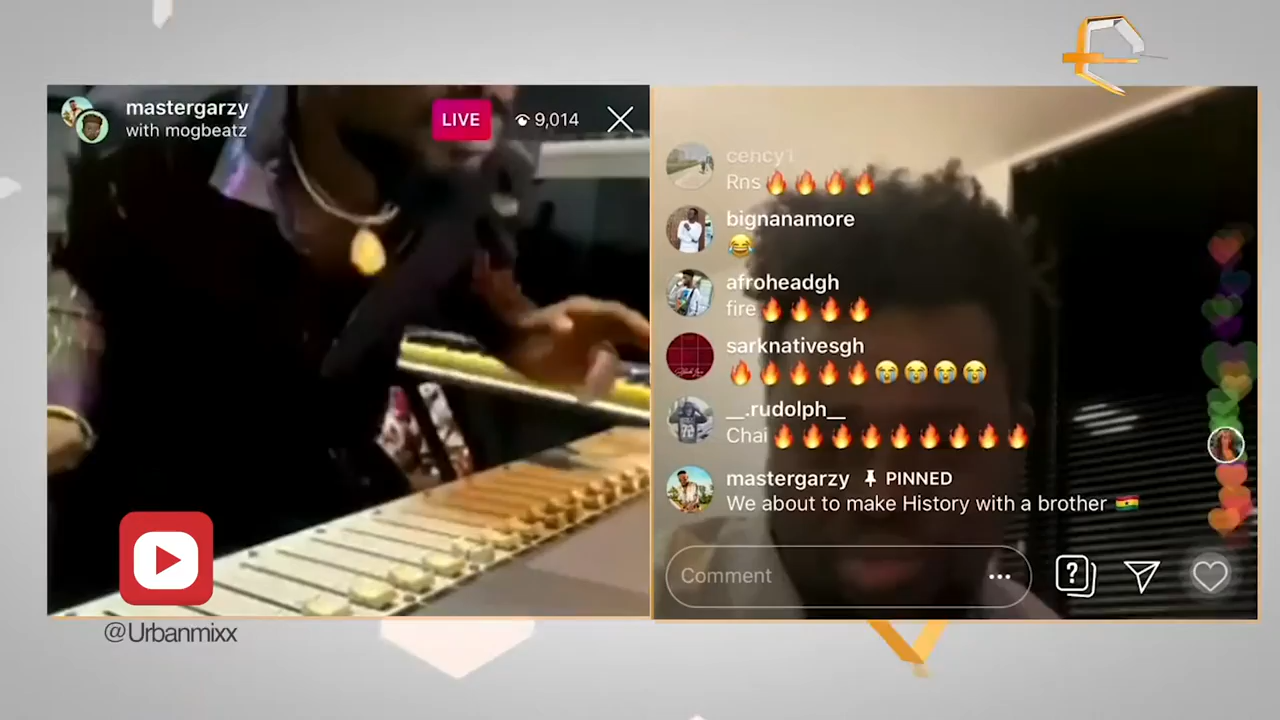 mastergarzy
with mogbeatz
LIVE
9,014
cency1
Rns 🔥🔥🔥🔥
bignanamore
😂
afroheadgh
fire 🔥🔥🔥🔥
sarknativesgh
🔥🔥🔥🔥🔥😭😭😭😭
__.rudolph__
Chai 🔥🔥🔥🔥🔥🔥🔥🔥🔥
mastergarzy PINNED
We about to make History with a brother 🇬🇭
Comment
@Urbanmixx